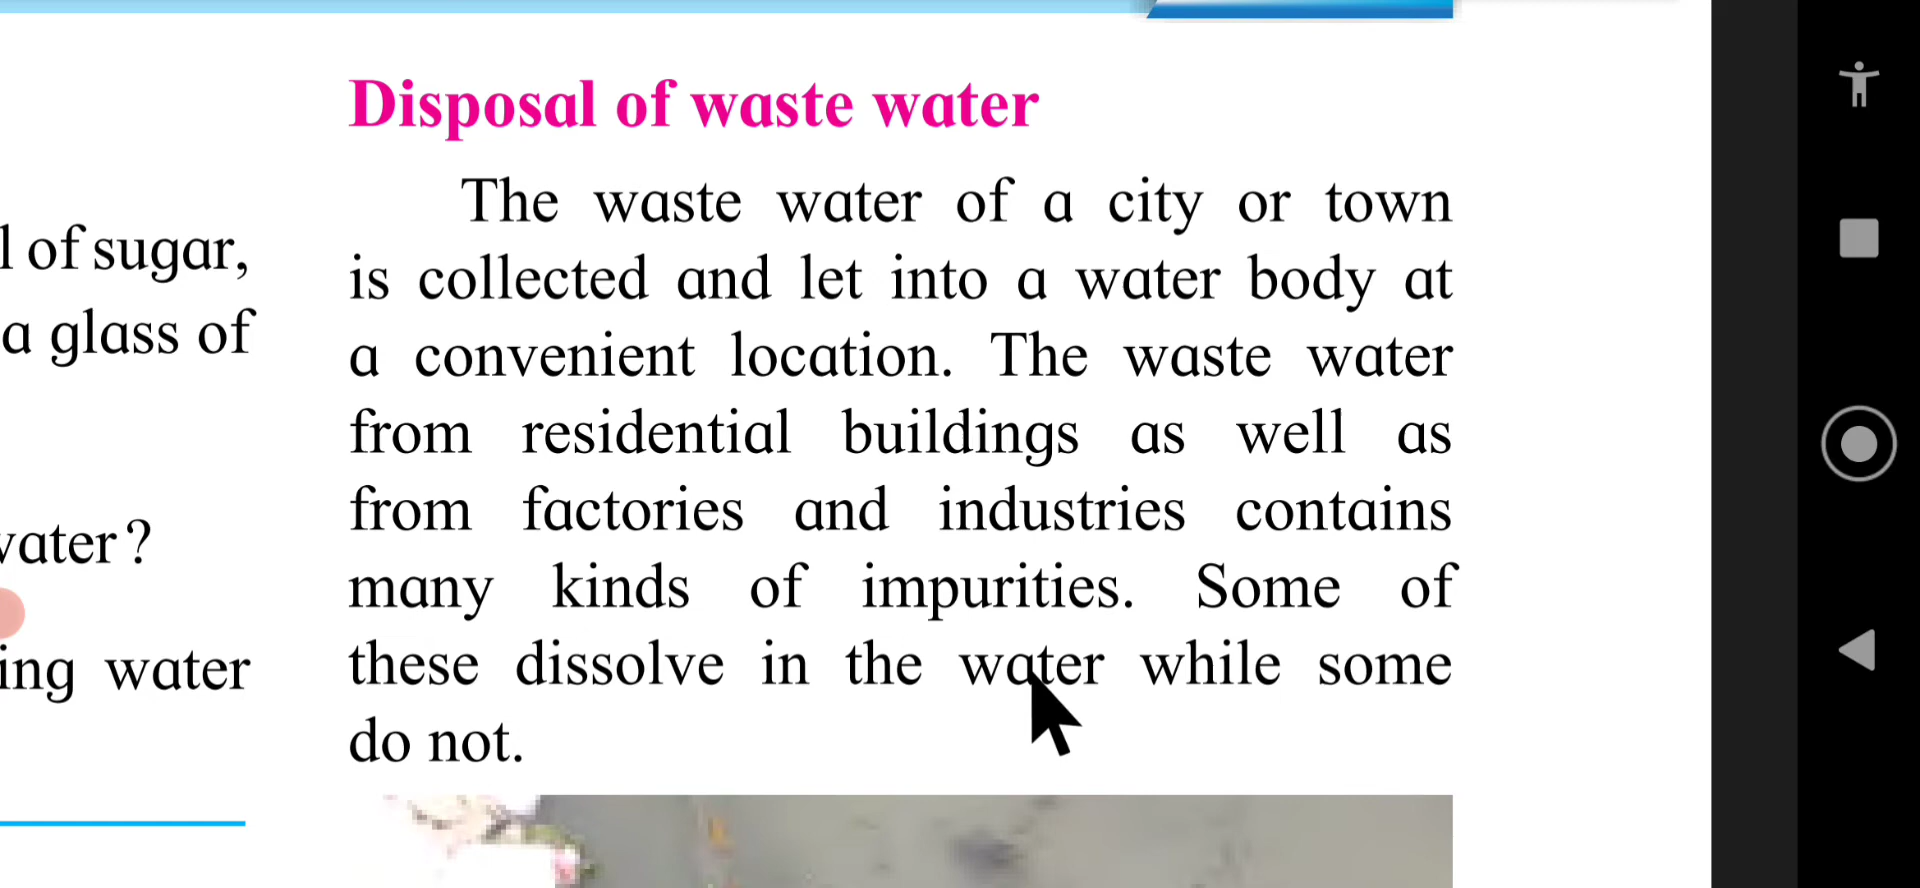 l of sugar,
a glass of
water?
ing water
Disposal of waste water
The waste water of a city or town
is collected and let into a water body at
a convenient location. The waste water
from residential buildings as well as
from factories and industries contains
many kinds of impurities. Some of
these dissolve in the water while some
do not.